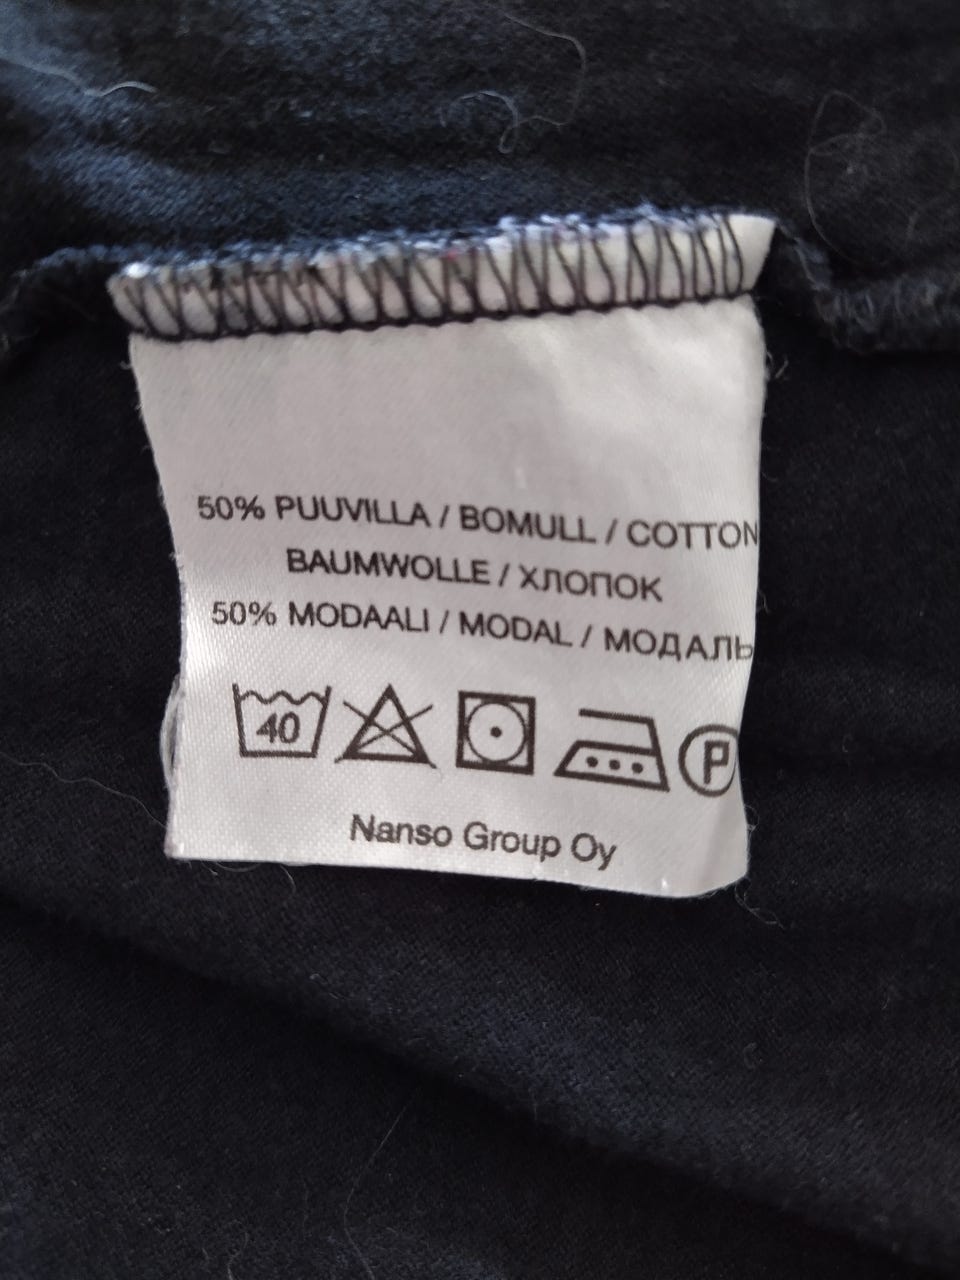 50% PUUVILLA / BOMULL / COTTON
BAUMWOLLE / ХЛОПОК
50% MODAALI / MODAL / МОДАЛЬ
40
P
Nanso Group Oy